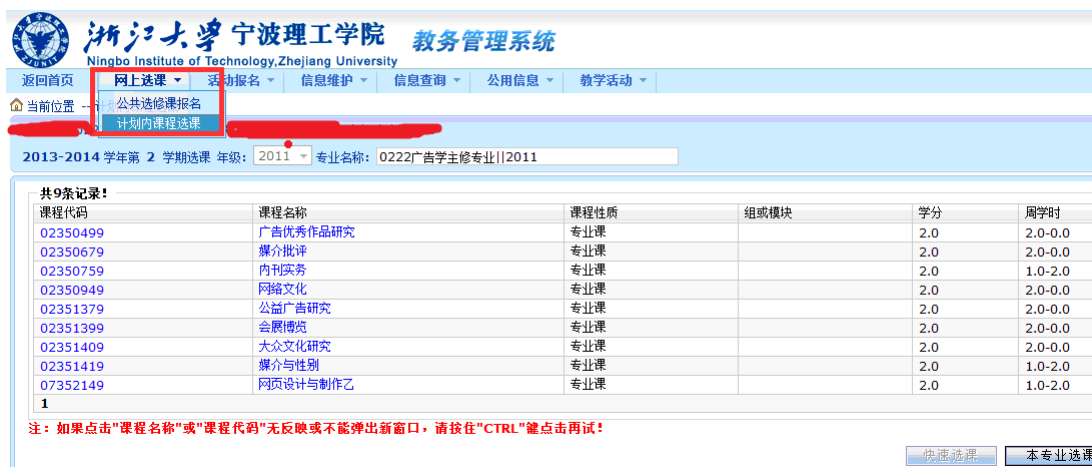 浙江大学 宁波理工学院 教务管理系统
Ningbo Institute of Technology,Zhejiang University
返回首页 网上选课 活动报名 信息维护 信息查询 公用信息 教学活动
当前位置 --
公共选修课报名
计划内课程选课
2013-2014 学年第 2 学期选课 年级: 2011 专业名称: 0222广告学主修专业||2011
共9条记录!
课程代码 课程名称 课程性质 组或模块 学分 周学时
02350499 广告优秀作品研究 专业课 2.0 2.0-0.0
02350679 媒介批评 专业课 2.0 2.0-0.0
02350759 内刊实务 专业课 2.0 1.0-2.0
02350949 网络文化 专业课 2.0 2.0-0.0
02351379 公益广告研究 专业课 2.0 2.0-0.0
02351399 会展博览 专业课 2.0 2.0-0.0
02351409 大众文化研究 专业课 2.0 2.0-0.0
02351419 媒介与性别 专业课 2.0 1.0-2.0
07352149 网页设计与制作乙 专业课 2.0 1.0-2.0
1
注: 如果点击"课程名称"或"课程代码"无反映或不能弹出新窗口，请按住"CTRL"键点击再试!
快速选课 本专业选课